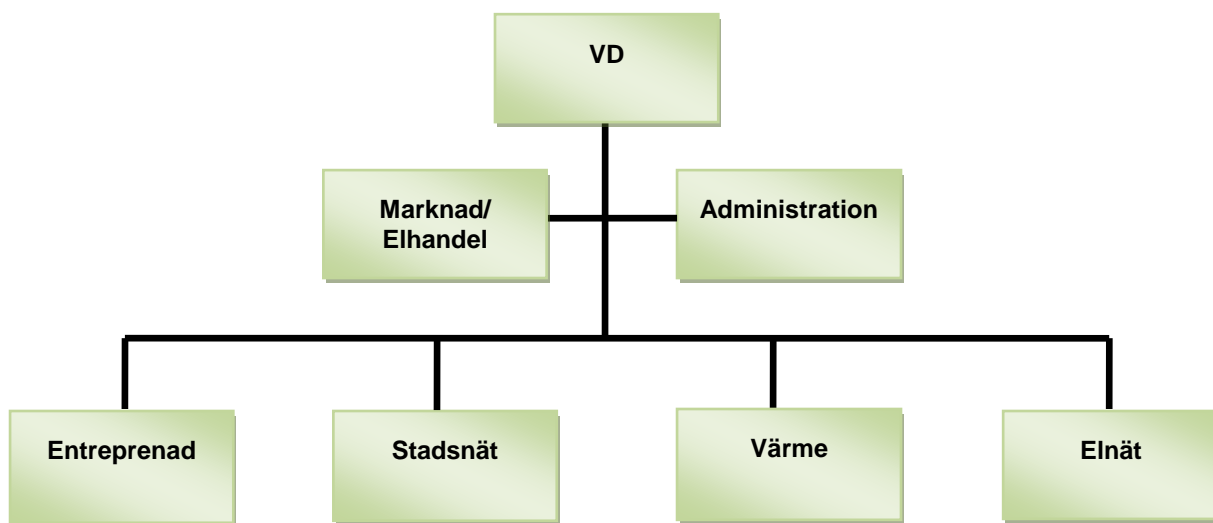 VD
Marknad/
Elhandel
Administration
Entreprenad
Stadsnät
Värme
Elnät